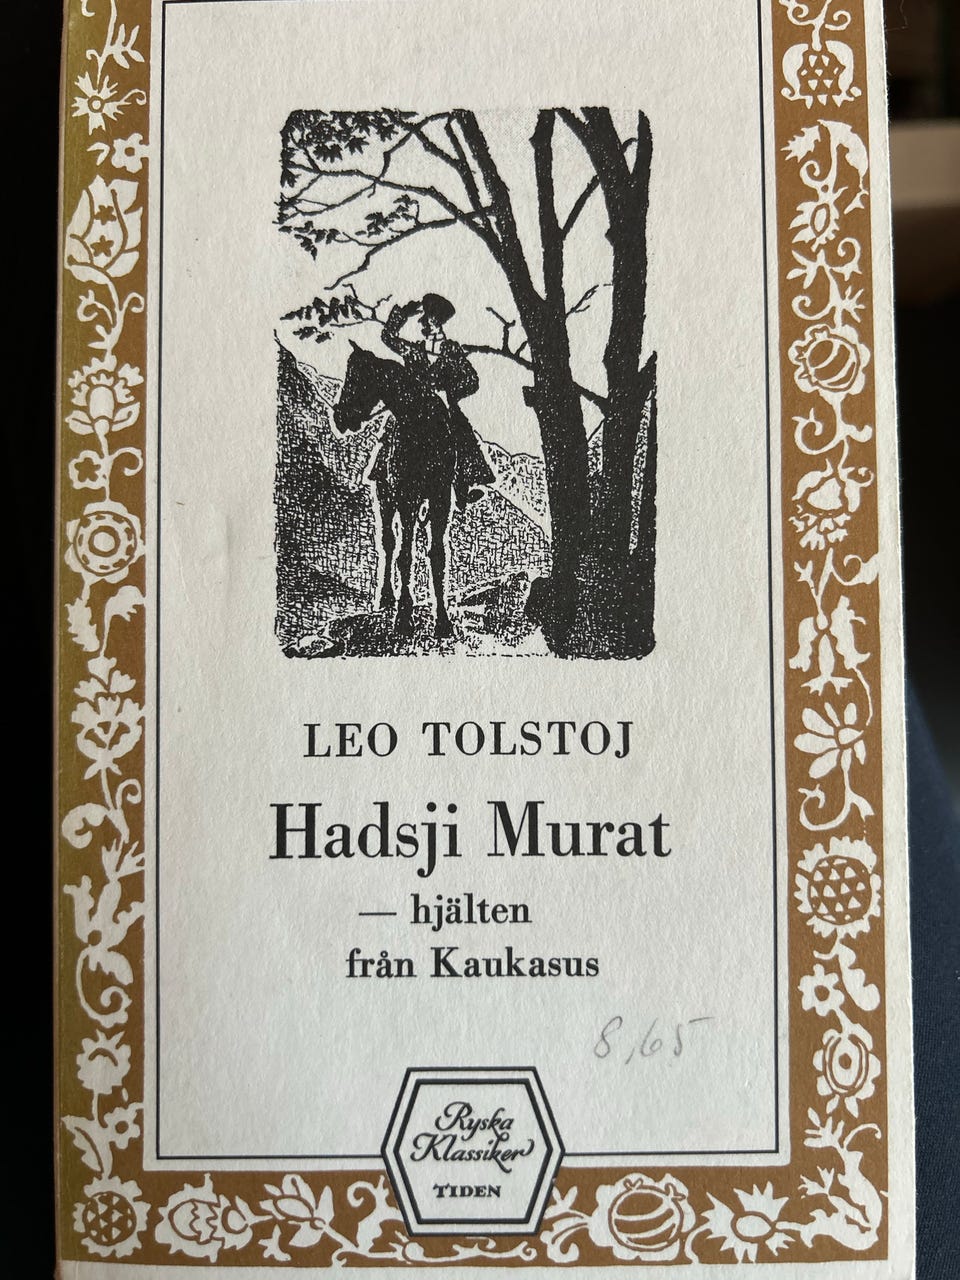 LEO TOLSTOJ
Hadsji Murat
— hjälten
från Kaukasus
8,65
Ryska
Klassiker
TIDEN